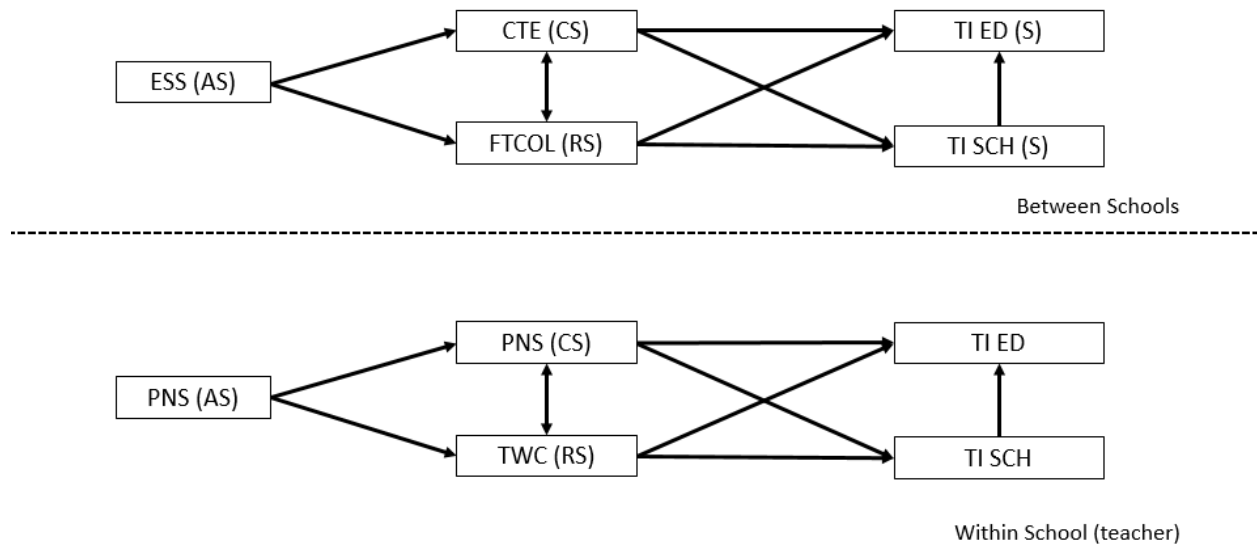 CTE (CS)
TI ED (S)
ESS (AS)
FTCOL (RS)
TI SCH (S)
Between Schools
PNS (CS)
TI ED
PNS (AS)
TWC (RS)
TI SCH
Within School (teacher)